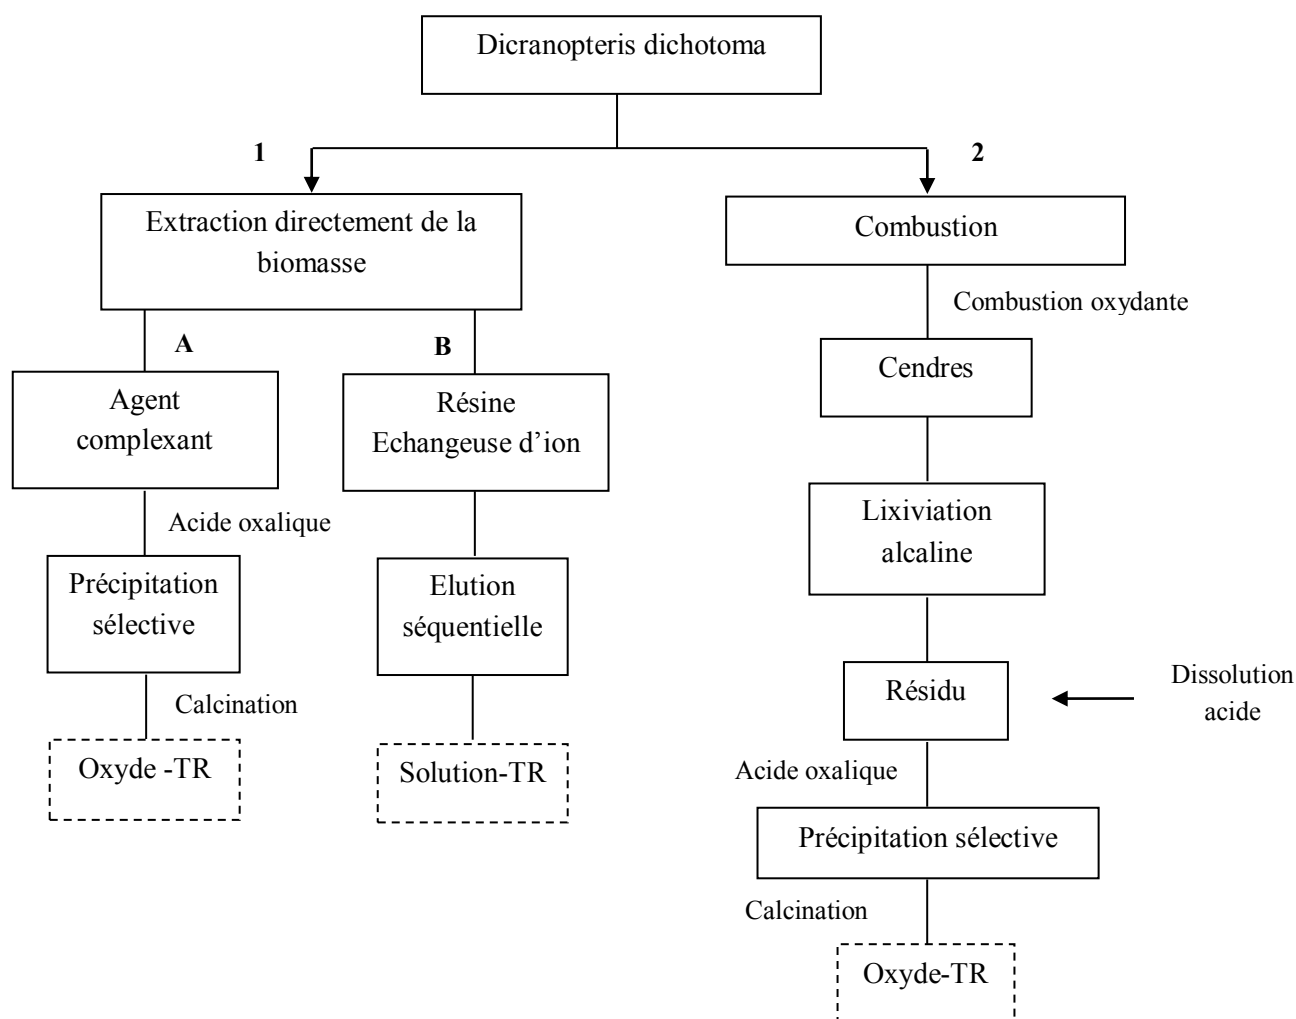 Dicranopteris dichotoma
1
2
Extraction directement de la
biomasse
Combustion
Combustion oxydante
A
B
Cendres
Agent
complexant
Résine
Echangeuse d'ion
Lixiviation
alcaline
Acide oxalique
Précipitation
sélective
Elution
séquentielle
Résidu
Dissolution
acide
Calcination
Oxyde -TR
Solution-TR
Acide oxalique
Précipitation sélective
Calcination
Oxyde-TR